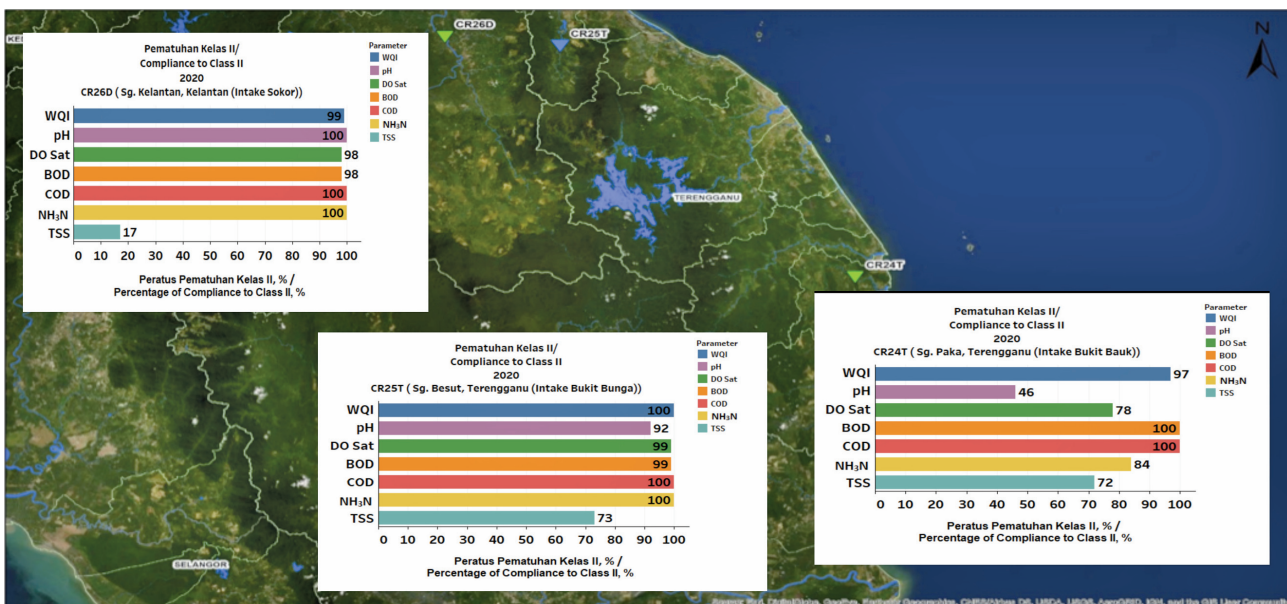 CR26D
CR25T
N
KE
TERENGGANU
CR24T
SELANGOR
Pematuhan Kelas II/
Compliance to Class II
2020
CR26D ( Sg. Kelantan, Kelantan (Intake Sokor))
Parameter
WQI
pH
DO Sat
BOD
COD
NH₃N
TSS
WQI 99
pH 100
DO Sat 98
BOD 98
COD 100
NH₃N 100
TSS 17
0 10 20 30 40 50 60 70 80 90 100
Peratus Pematuhan Kelas II, % /
Percentage of Compliance to Class II, %
Pematuhan Kelas II/
Compliance to Class II
2020
CR25T ( Sg. Besut, Terengganu (Intake Bukit Bunga))
Parameter
WQI
pH
DO Sat
BOD
COD
NH₃N
TSS
WQI 100
pH 92
DO Sat 99
BOD 99
COD 100
NH₃N 100
TSS 73
0 10 20 30 40 50 60 70 80 90 100
Peratus Pematuhan Kelas II, % /
Percentage of Compliance to Class II, %
Pematuhan Kelas II/
Compliance to Class II
2020
CR24T ( Sg. Paka, Terengganu (Intake Bukit Bauk))
Parameter
WQI
pH
DO Sat
BOD
COD
NH₃N
TSS
WQI 97
pH 46
DO Sat 78
BOD 100
COD 100
NH₃N 84
TSS 72
0 10 20 30 40 50 60 70 80 90 100
Peratus Pematuhan Kelas II, % /
Percentage of Compliance to Class II, %